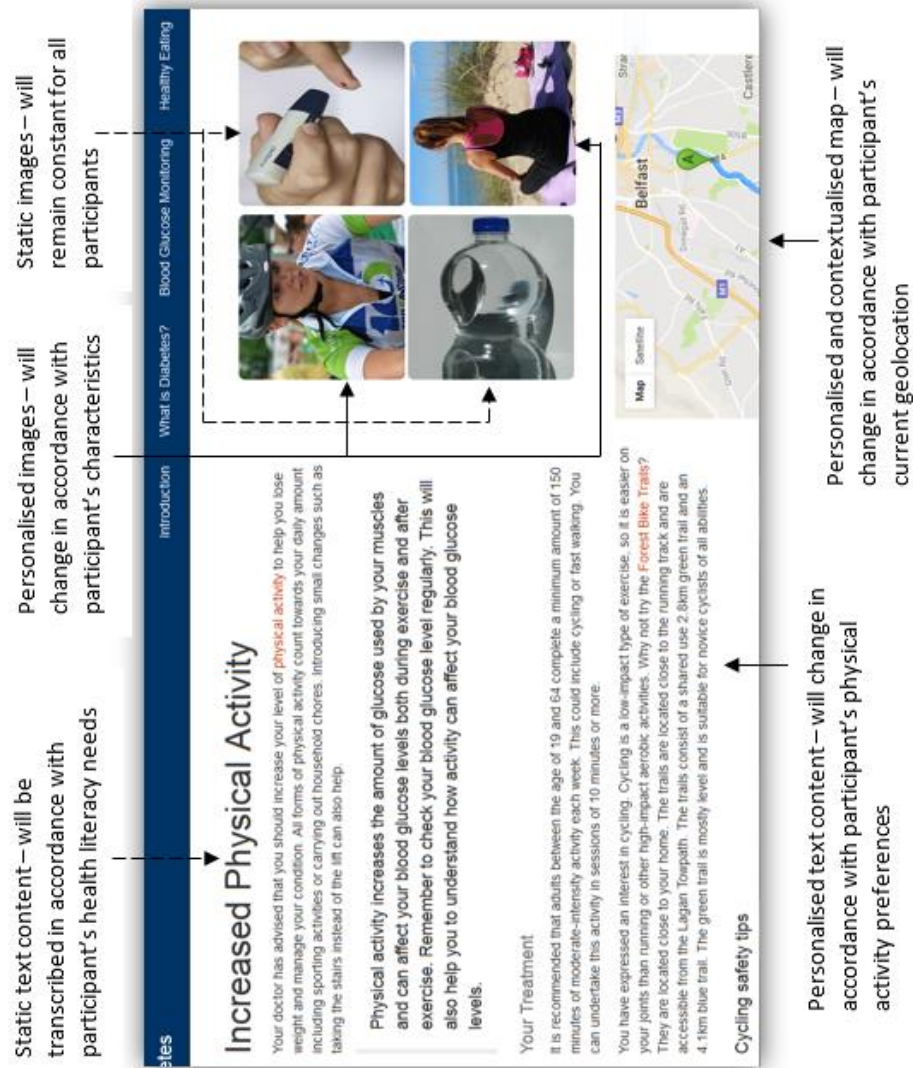 Static text content – will be
transcribed in accordance with
participant's health literacy needs
Personalised images – will
change in accordance with
participant's characteristics
Static images – will
remain constant for all
participants
etes
Introduction
What is Diabetes?
Blood Glucose Monitoring
Healthy Eating
Increased Physical Activity
Your doctor has advised that you should increase your level of physical activity to help you lose
weight and manage your condition. All forms of physical activity count towards your daily amount
including sporting activities or carrying out household chores. Introducing small changes such as
taking the stairs instead of the lift can also help.
Physical activity increases the amount of glucose used by your muscles
and can affect your blood glucose levels both during exercise and after
exercise. Remember to check your blood glucose level regularly. This will
also help you to understand how activity can affect your blood glucose
levels.
Your Treatment
It is recommended that adults between the age of 19 and 64 complete a minimum amount of 150
minutes of moderate-intensity activity each week. This could include cycling or fast walking. You
can undertake this activity in sessions of 10 minutes or more.
You have expressed an interest in cycling. Cycling is a low-impact type of exercise, so it is easier on
your joints than running or other high-impact aerobic activities. Why not try the Forest Bike Trails?
They are located close to your home. The trails are located close to the running track and are
accessible from the Lagan Towpath. The trails consist of a shared use 2.8km green trail and an
4.1km blue trail. The green trail is mostly level and is suitable for novice cyclists of all abilities.
Cycling safety tips
Map
Satellite
Belfast
M1
M1
A
Castlere
Personalised text content – will change in
accordance with participant's physical
activity preferences
Personalised and contextualised map – will
change in accordance with participant's
current geolocation